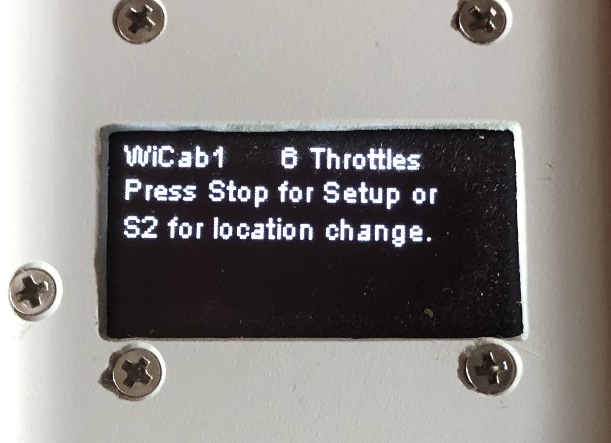 WiCab1 6 Throttles
Press Stop for Setup or
S2 for location change.